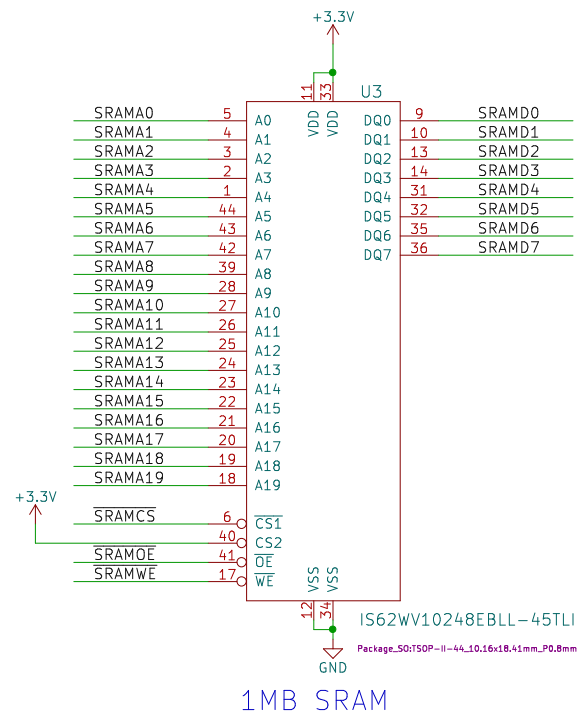 +3.3V
U3
11 33
VDD VDD
SRAMA0 5 A0 DQ0 9 SRAMD0
SRAMA1 4 A1 DQ1 10 SRAMD1
SRAMA2 3 A2 DQ2 13 SRAMD2
SRAMA3 2 A3 DQ3 14 SRAMD3
SRAMA4 1 A4 DQ4 31 SRAMD4
SRAMA5 44 A5 DQ5 32 SRAMD5
SRAMA6 43 A6 DQ6 35 SRAMD6
SRAMA7 42 A7 DQ7 36 SRAMD7
SRAMA8 39 A8
SRAMA9 28 A9
SRAMA10 27 A10
SRAMA11 26 A11
SRAMA12 25 A12
SRAMA13 24 A13
SRAMA14 23 A14
SRAMA15 22 A15
SRAMA16 21 A16
SRAMA17 20 A17
SRAMA18 19 A18
SRAMA19 18 A19
+3.3V
SRAMCS 6 CS1
40 CS2
SRAMOE 41 OE
SRAMWE 17 WE
VSS VSS
12 34
IS62WV10248EBLL-45TLI
Package_SO:TSOP-II-44_10.16x18.41mm_P0.8mm
GND
1MB SRAM